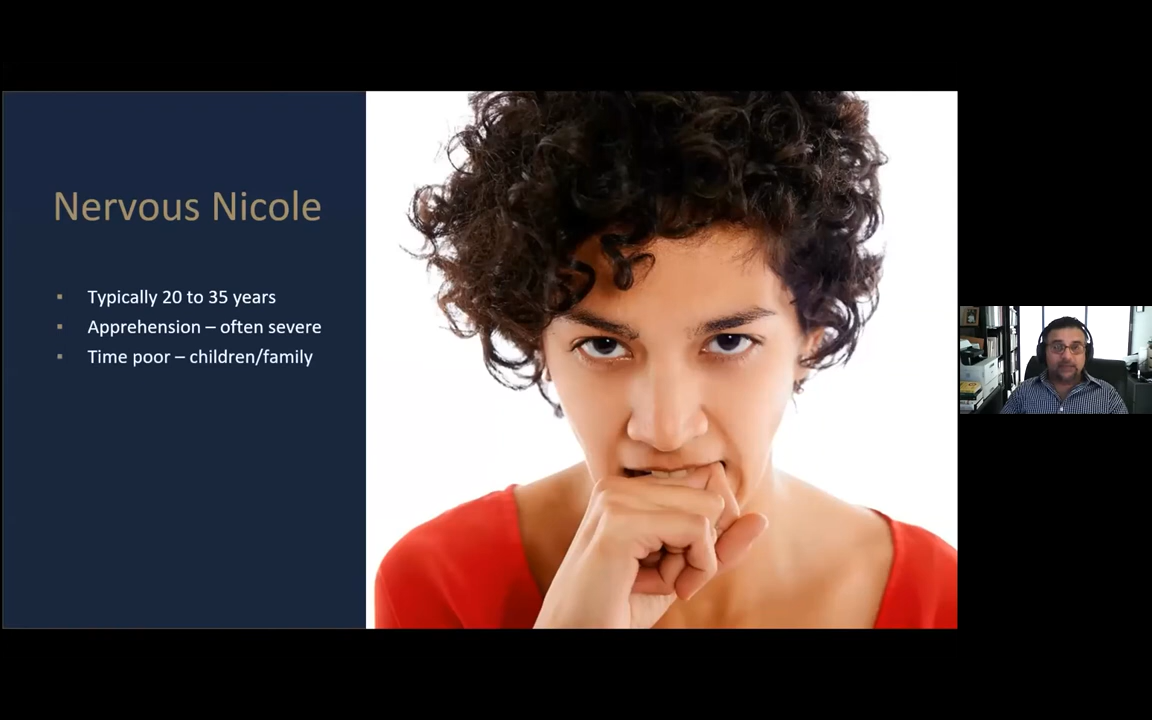 Nervous Nicole
▪ Typically 20 to 35 years
▪ Apprehension – often severe
▪ Time poor – children/family